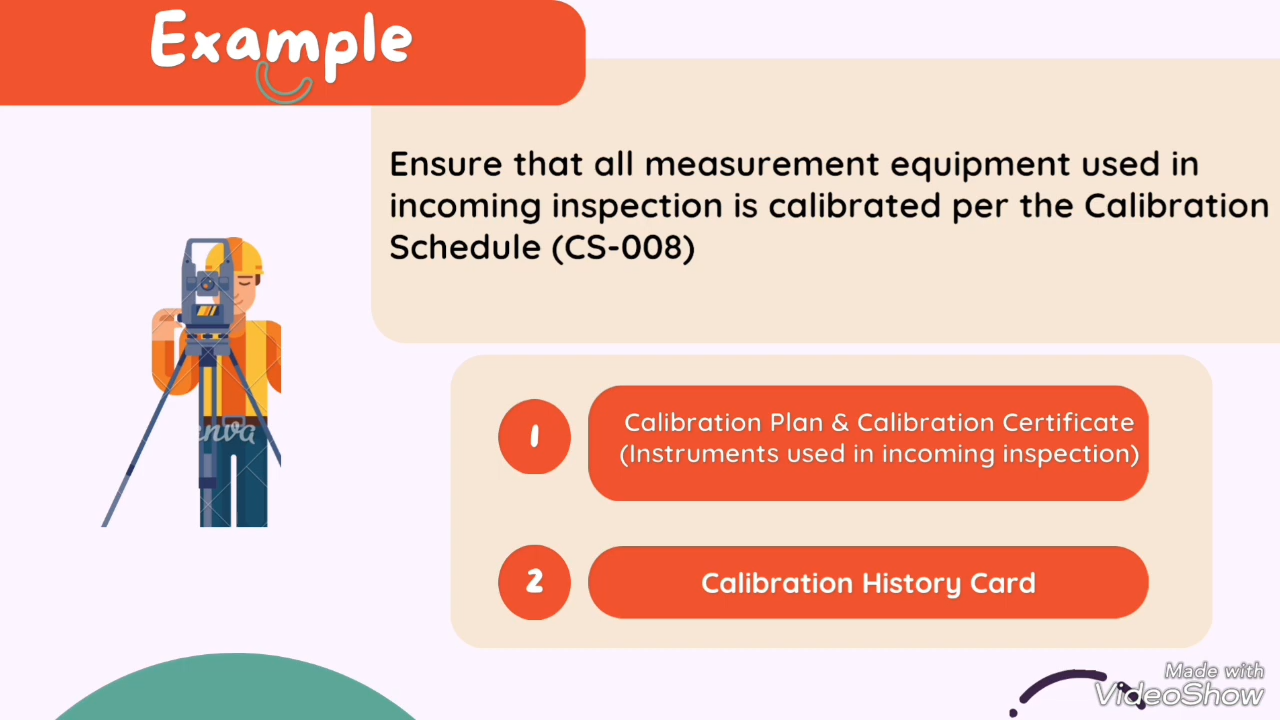 Example
Ensure that all measurement equipment used in
incoming inspection is calibrated per the Calibration
Schedule (CS-008)
1
Calibration Plan & Calibration Certificate
(Instruments used in incoming inspection)
2
Calibration History Card
Made with
VideoShow